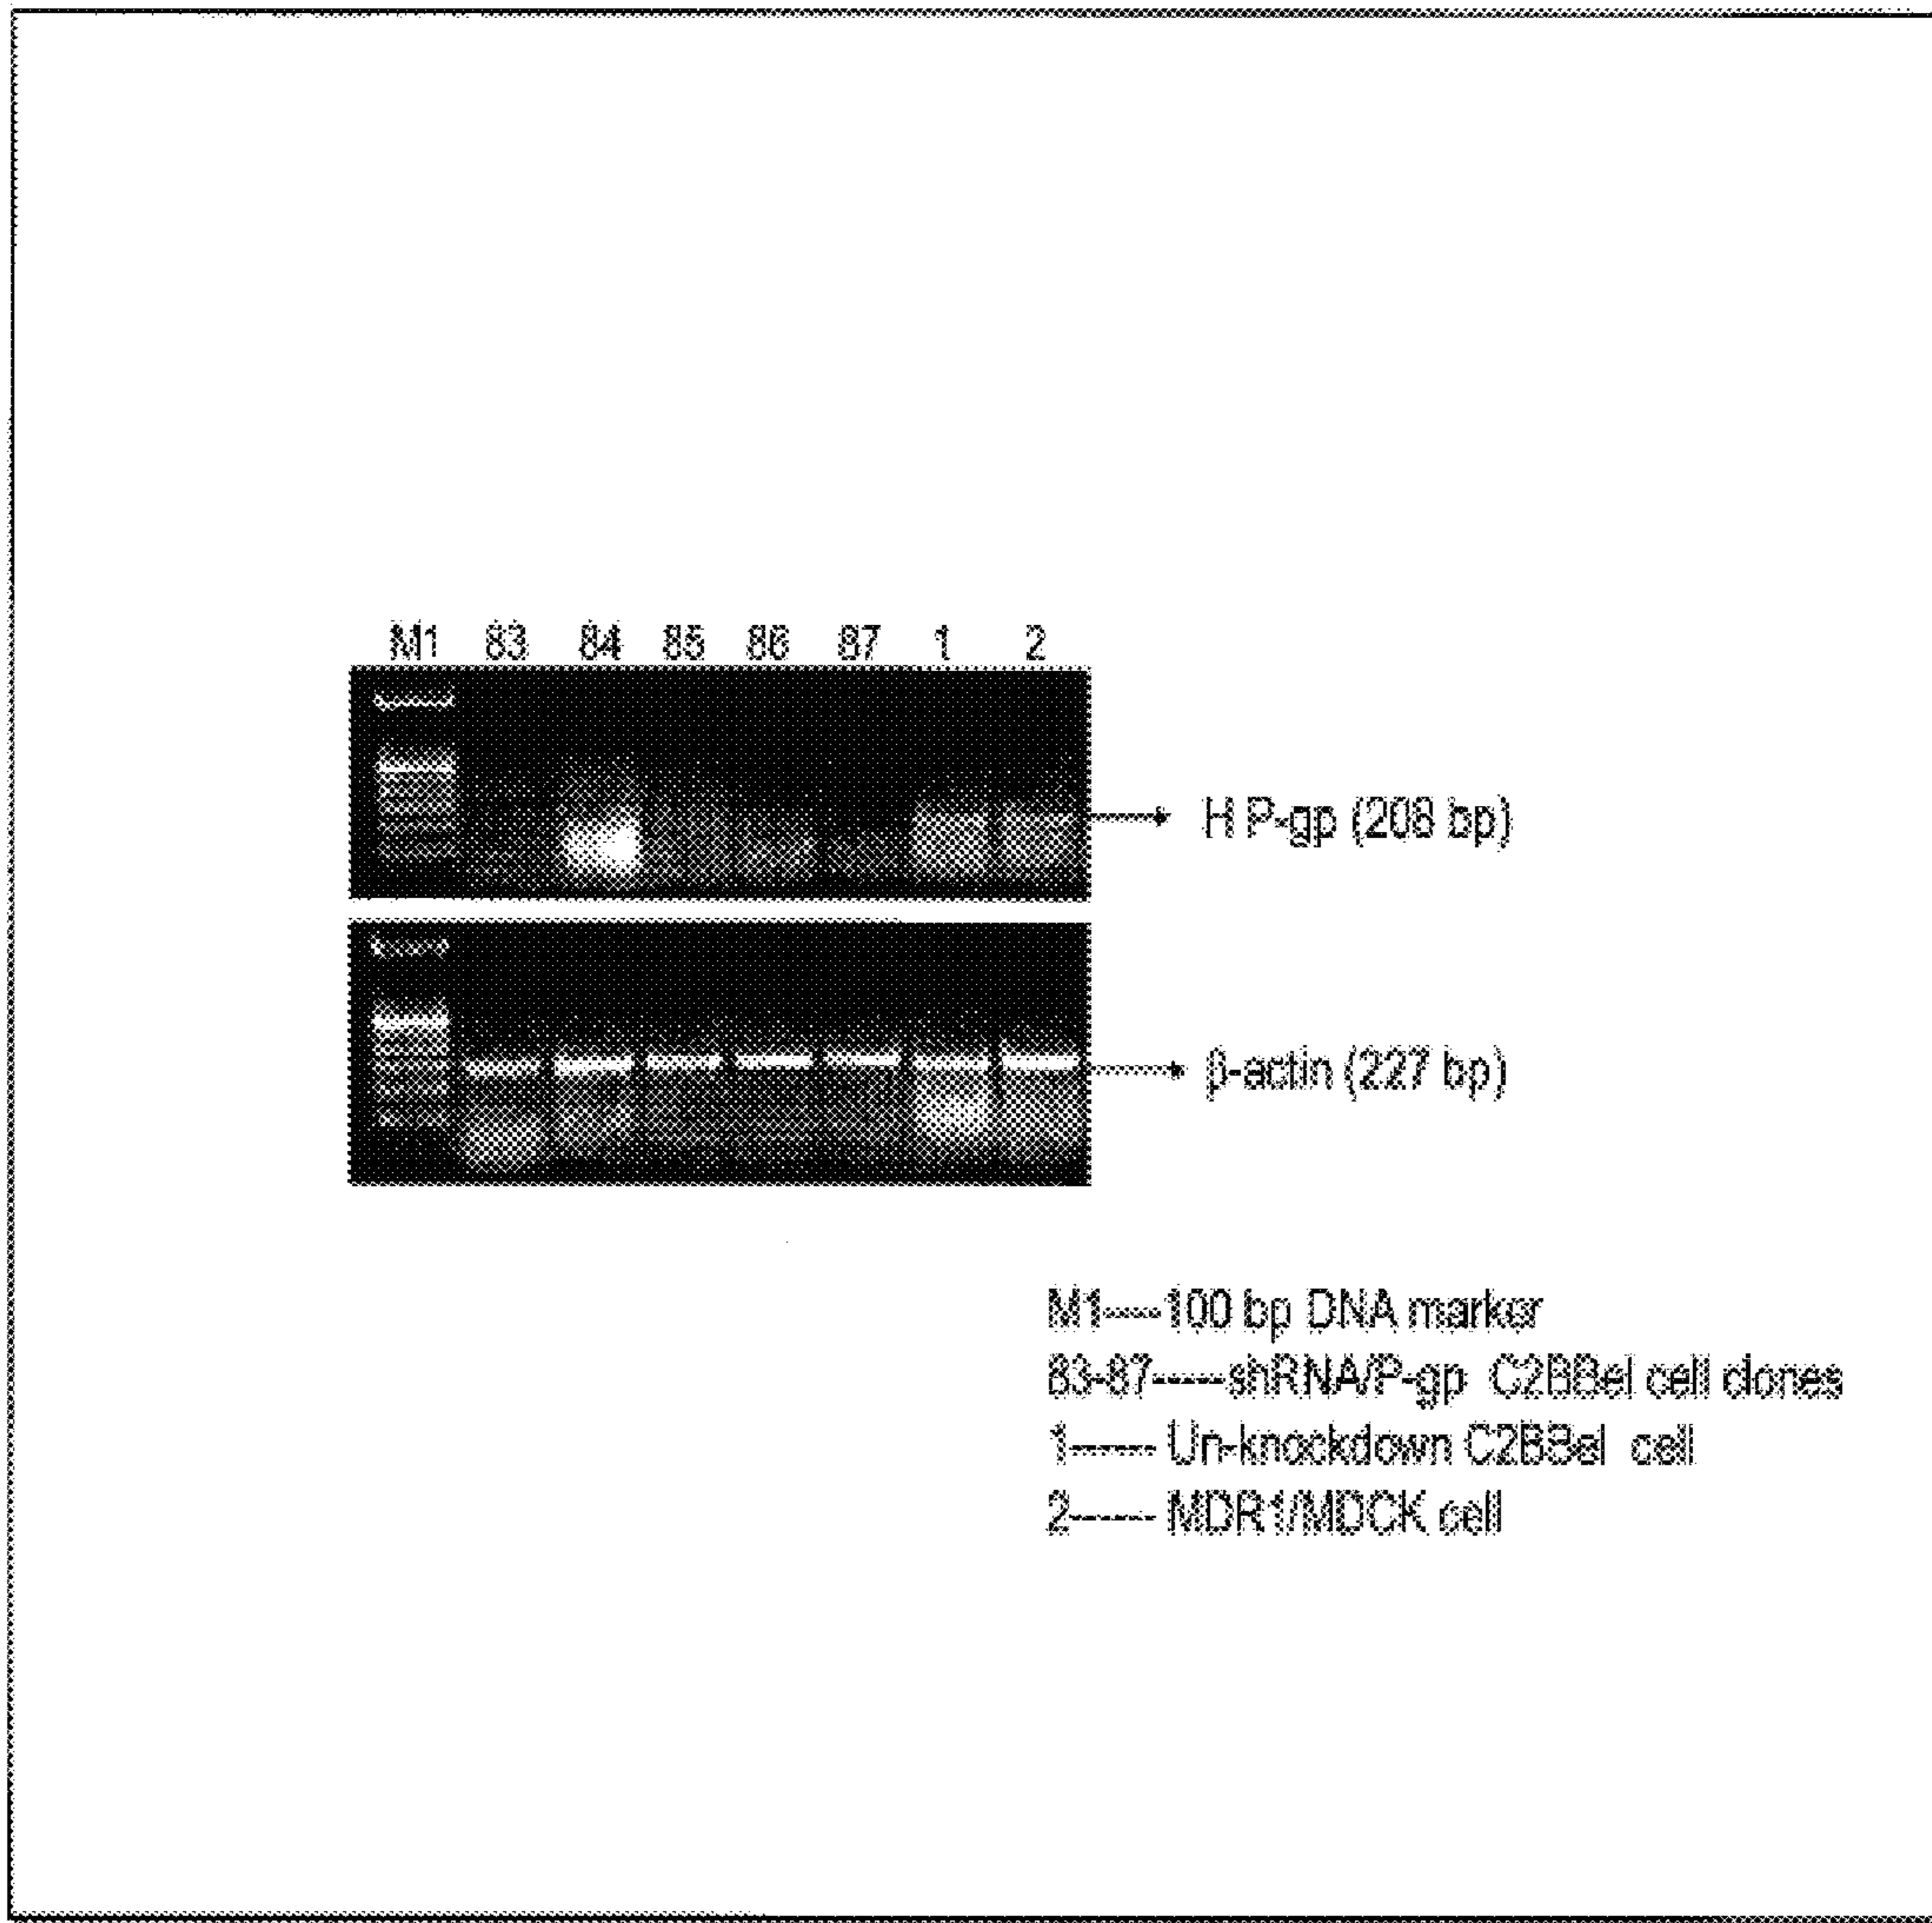 M1 83 84 85 86 87 1 2
H P-gp (208 bp)
β-actin (227 bp)
M1----100 bp DNA marker
83-87-----shRNA/P-gp C2BBel cell clones
1------ Un-knockdown C2BBel cell
2------ MDR1/MDCK cell